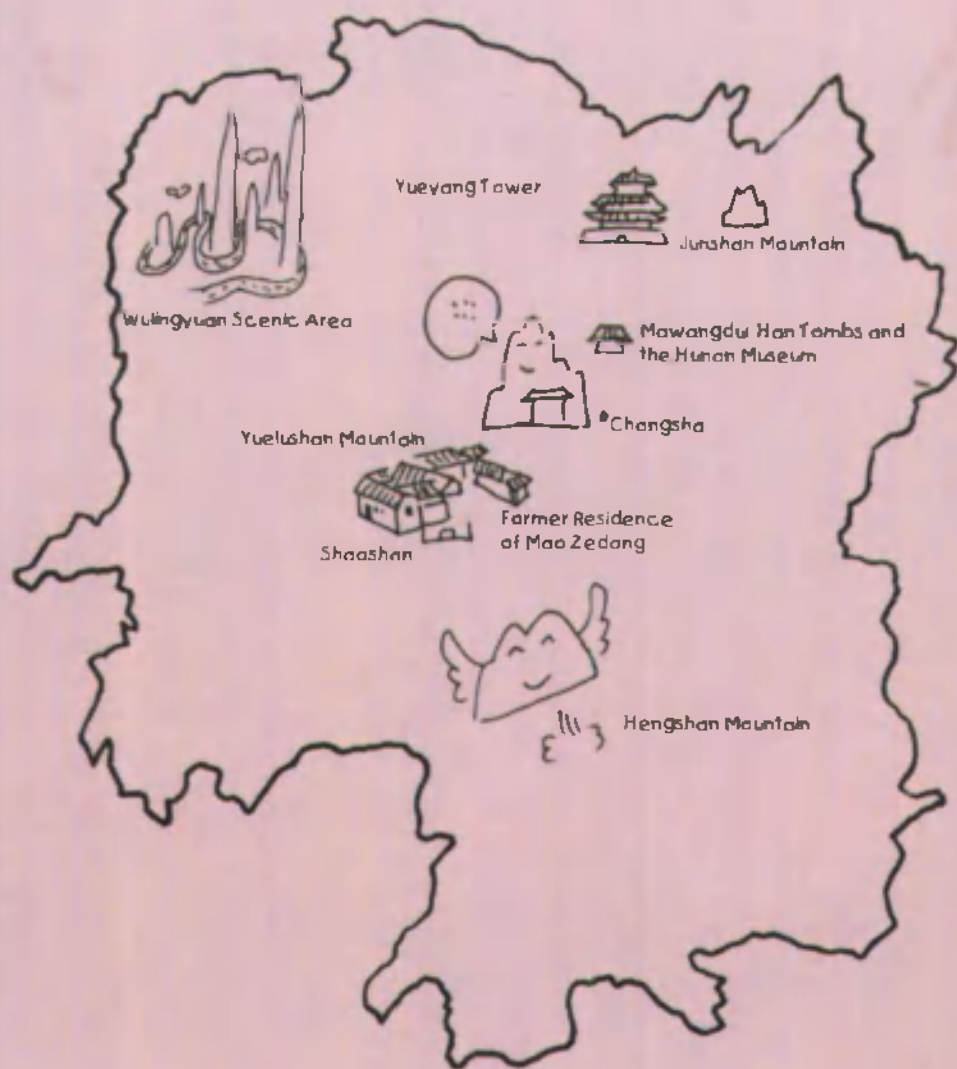 Yueyang Tower
Junshan Mountain
Wulingyuan Scenic Area
Mawangdui Han Tombs and
the Hunan Museum
Changsha
Yuelushan Mountain
Former Residence
of Mao Zedong
Shaoshan
Hengshan Mountain